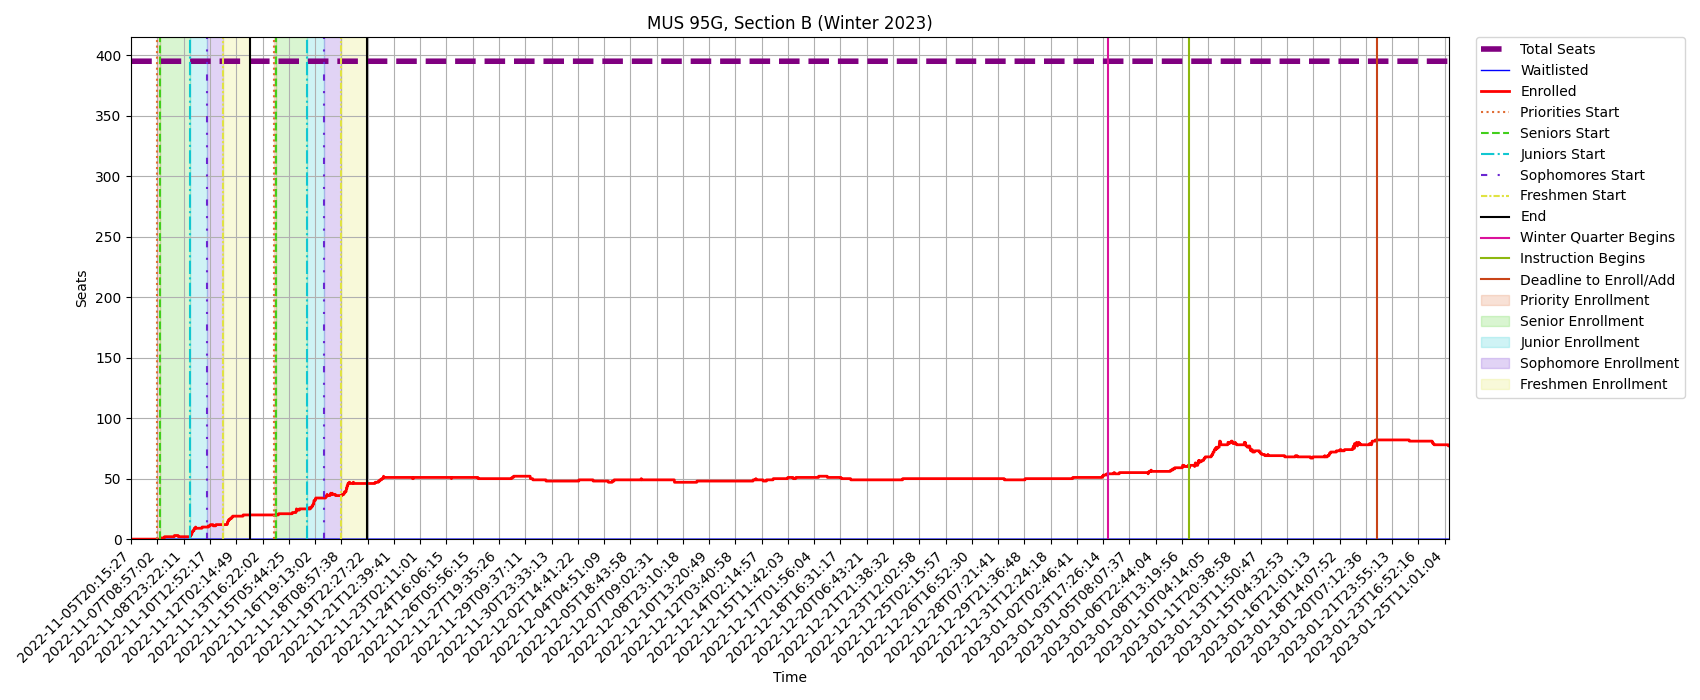 MUS 95G, Section B (Winter 2023)
Seats
400
350
300
250
200
150
100
50
0
2022-11-05T20:15:27
2022-11-07T08:57:02
2022-11-08T23:22:11
2022-11-10T12:52:17
2022-11-12T02:14:49
2022-11-13T16:22:02
2022-11-15T05:44:25
2022-11-16T19:13:02
2022-11-18T08:57:38
2022-11-19T22:27:22
2022-11-21T12:39:41
2022-11-23T02:11:01
2022-11-24T16:06:15
2022-11-26T05:56:15
2022-11-27T19:35:26
2022-11-29T09:37:11
2022-11-30T23:33:13
2022-12-02T14:41:22
2022-12-04T04:51:09
2022-12-05T18:43:58
2022-12-07T09:02:31
2022-12-08T23:10:18
2022-12-10T13:20:49
2022-12-12T03:40:58
2022-12-14T02:14:57
2022-12-15T11:42:03
2022-12-17T01:56:04
2022-12-18T16:31:17
2022-12-20T06:43:21
2022-12-21T21:38:32
2022-12-23T12:02:58
2022-12-25T02:15:57
2022-12-26T16:52:30
2022-12-28T07:21:41
2022-12-29T21:36:48
2022-12-31T12:24:18
2023-01-02T02:46:41
2023-01-03T17:26:14
2023-01-05T08:07:37
2023-01-06T22:44:04
2023-01-08T13:19:56
2023-01-10T04:14:05
2023-01-11T20:38:58
2023-01-13T11:50:47
2023-01-15T04:32:53
2023-01-16T21:01:13
2023-01-18T14:07:52
2023-01-20T07:12:36
2023-01-21T23:55:13
2023-01-23T16:52:16
2023-01-25T11:01:04
Time
Total Seats
Waitlisted
Enrolled
Priorities Start
Seniors Start
Juniors Start
Sophomores Start
Freshmen Start
End
Winter Quarter Begins
Instruction Begins
Deadline to Enroll/Add
Priority Enrollment
Senior Enrollment
Junior Enrollment
Sophomore Enrollment
Freshmen Enrollment